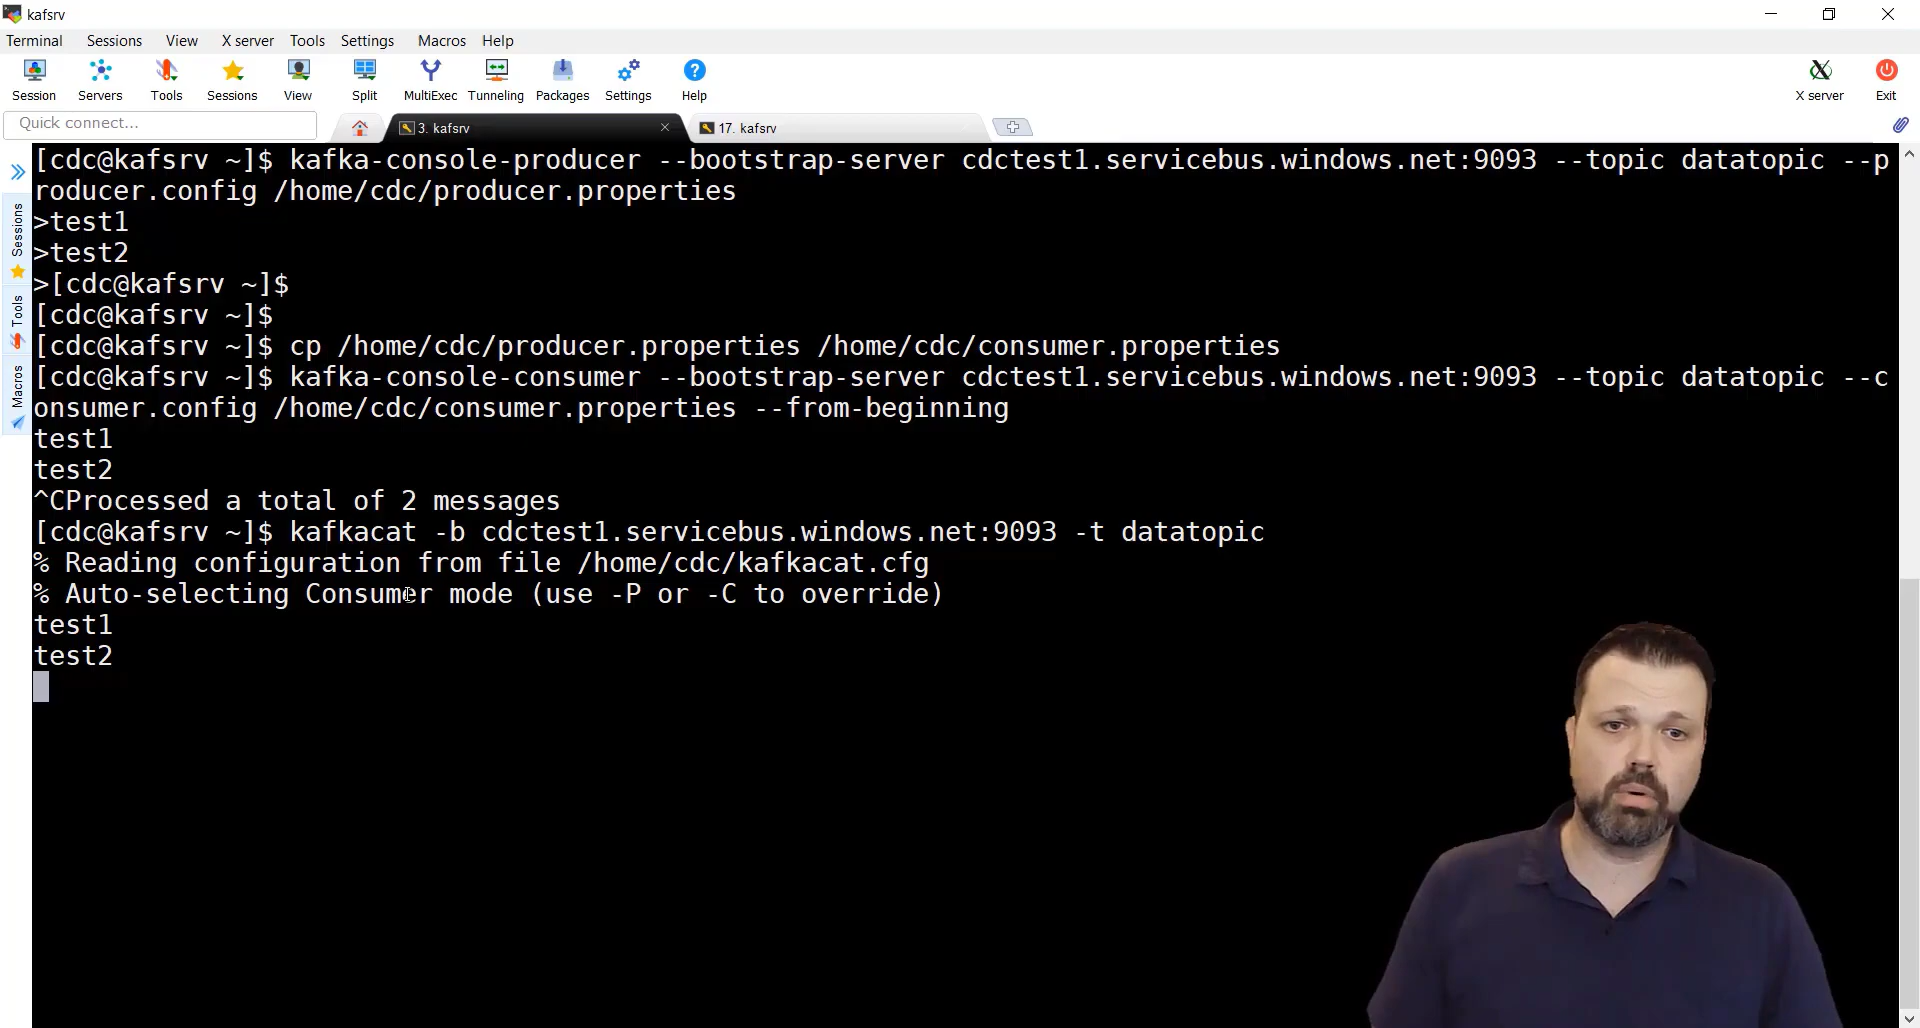 kafsrv
Terminal Sessions View X server Tools Settings Macros Help
Session Servers Tools Sessions View Split MultiExec Tunneling Packages Settings Help X server Exit
Quick connect...
3. kafsrv
17. kafsrv
Sessions
Tools
Macros
[cdc@kafsrv ~]$ kafka-console-producer --bootstrap-server cdctest1.servicebus.windows.net:9093 --topic datatopic --p
roducer.config /home/cdc/producer.properties
>test1
>test2
>[cdc@kafsrv ~]$
[cdc@kafsrv ~]$
[cdc@kafsrv ~]$ cp /home/cdc/producer.properties /home/cdc/consumer.properties
[cdc@kafsrv ~]$ kafka-console-consumer --bootstrap-server cdctest1.servicebus.windows.net:9093 --topic datatopic --c
onsumer.config /home/cdc/consumer.properties --from-beginning
test1
test2
^CProcessed a total of 2 messages
[cdc@kafsrv ~]$ kafkacat -b cdctest1.servicebus.windows.net:9093 -t datatopic
% Reading configuration from file /home/cdc/kafkacat.cfg
% Auto-selecting Consumer mode (use -P or -C to override)
test1
test2